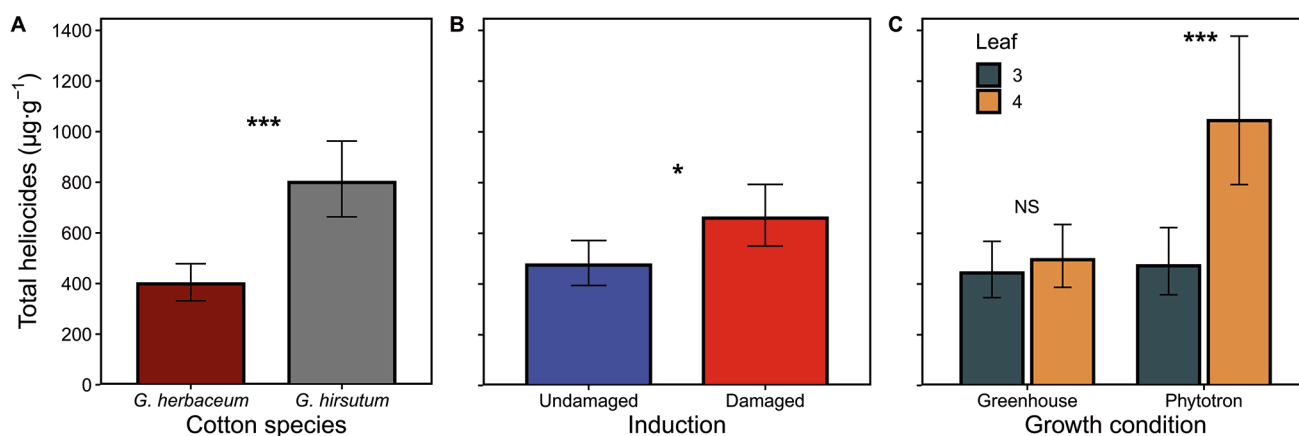 A
B
C
Total heliocides (µg·g⁻¹)
1400
1200
1000
800
600
400
200
0
***
G. herbaceum
G. hirsutum
Cotton species
*
Undamaged
Damaged
Induction
Leaf
3
4
NS
***
Greenhouse
Phytotron
Growth condition